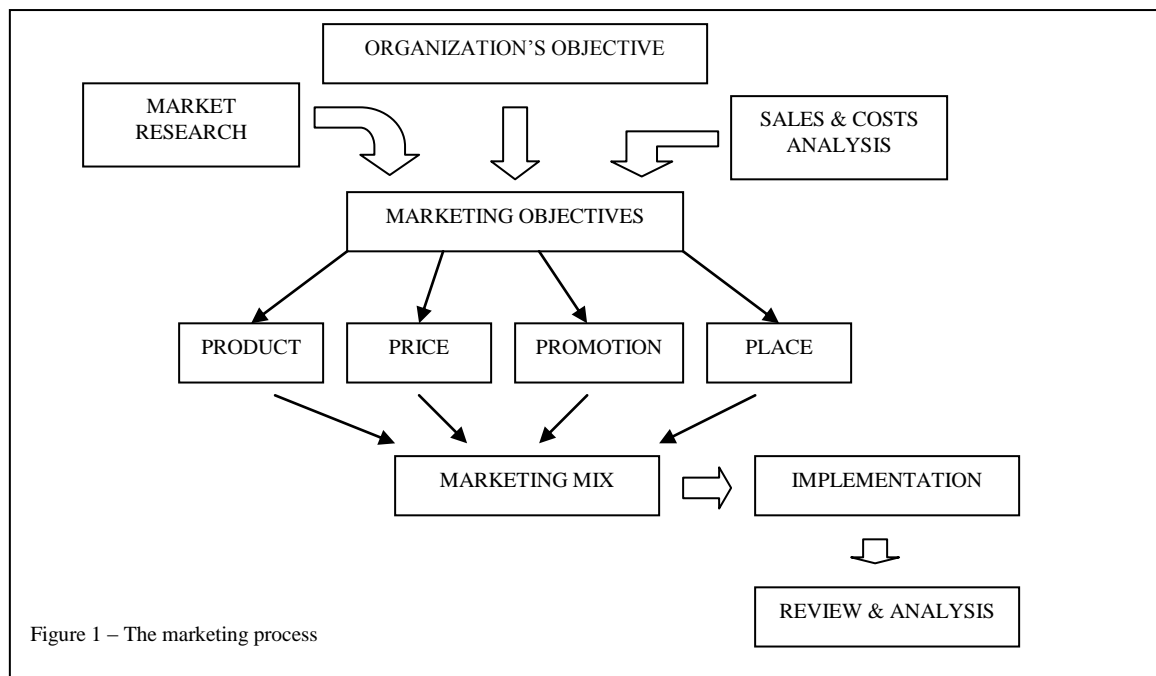 ORGANIZATION’S OBJECTIVE
MARKET
RESEARCH
SALES & COSTS
ANALYSIS
MARKETING OBJECTIVES
PRODUCT
PRICE
PROMOTION
PLACE
MARKETING MIX
IMPLEMENTATION
REVIEW & ANALYSIS
Figure 1 – The marketing process